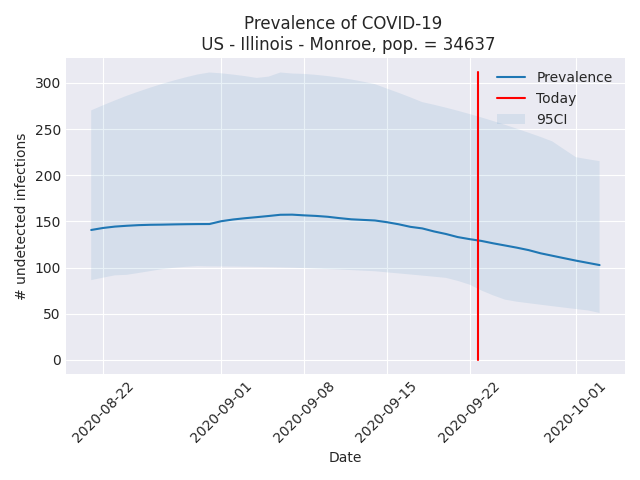 Prevalence of COVID-19
US - Illinois - Monroe, pop. = 34637
Prevalence
Today
95CI
# undetected infections
300
250
200
150
100
50
0
2020-08-22
2020-09-01
2020-09-08
2020-09-15
2020-09-22
2020-10-01
Date